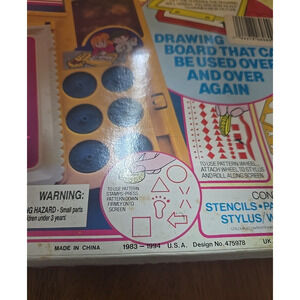 DRAWING
BOARD THAT CA
BE USED OVER
AND OVER
AGAIN
TO USE PATTERN WHEEL,
ATTACH WHEEL TO STYLUS
AND ROLL ALONG SCREEN
TO USE PATTERN
STAMPS-PRESS
PATTERN DOWN
FIRMLY ONTO
SCREEN
WARNING:
NG HAZARD - Small parts
ildren under 3 years
CON
STENCILS•PA
STYLUS/W
MADE IN CHINA
1983 - 1994 U.S.A. Design No. 475978
UK